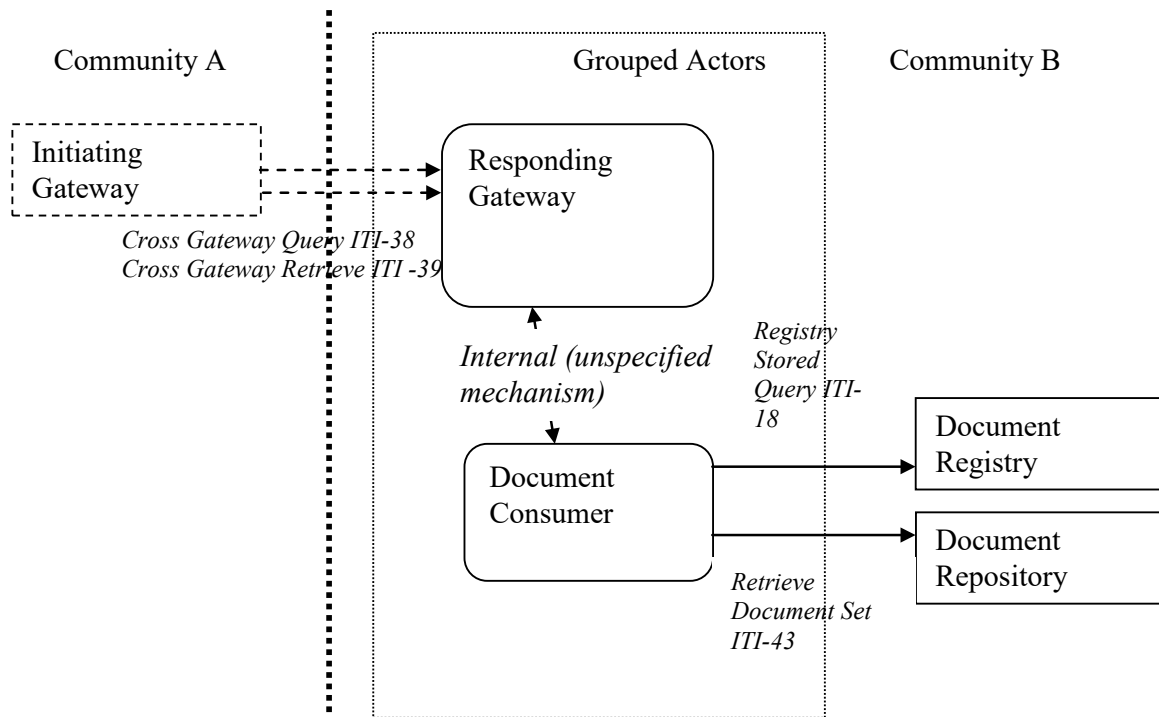 Community A
Grouped Actors
Community B
Initiating
Gateway
Responding
Gateway
Cross Gateway Query ITI-38
Cross Gateway Retrieve ITI -39
Internal (unspecified
mechanism)
Registry
Stored
Query ITI-
18
Document
Consumer
Document
Registry
Document
Repository
Retrieve
Document Set
ITI-43